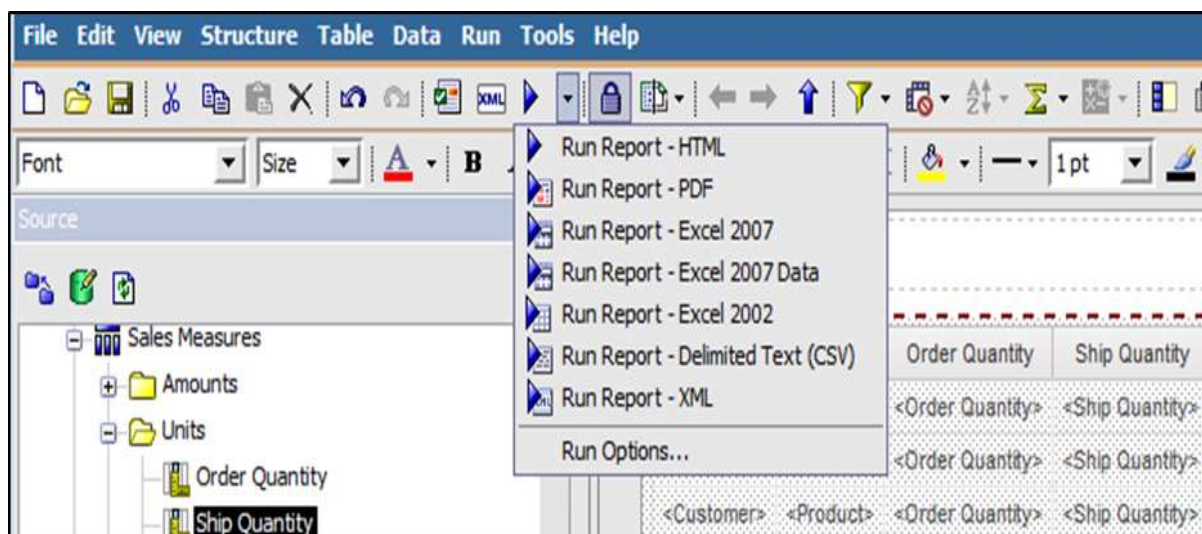 File Edit View Structure Table Data Run Tools Help
XML
Font Size A B 1 pt
Source
Run Report - HTML
Run Report - PDF
Run Report - Excel 2007
Run Report - Excel 2007 Data
Run Report - Excel 2002
Run Report - Delimited Text (CSV)
Run Report - XML
Run Options...
Sales Measures
Amounts
Units
Order Quantity
Ship Quantity
Order Quantity Ship Quantity
<Order Quantity> <Ship Quantity>
<Order Quantity> <Ship Quantity>
<Customer> <Product> <Order Quantity> <Ship Quantity>